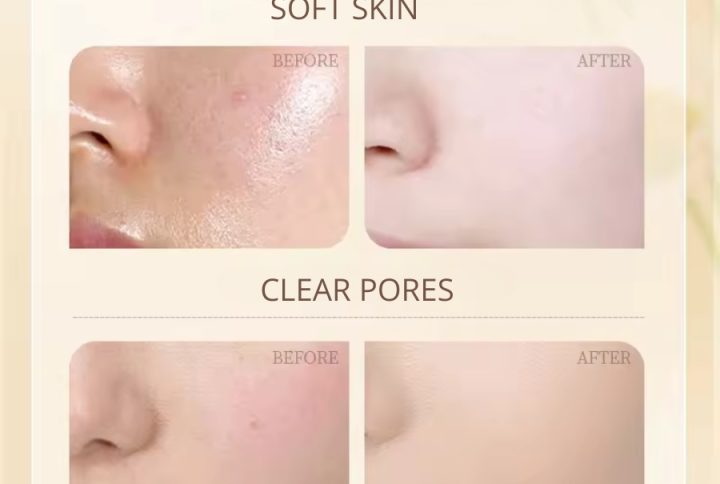 SOFT SKIN
BEFORE
AFTER
CLEAR PORES
BEFORE
AFTER